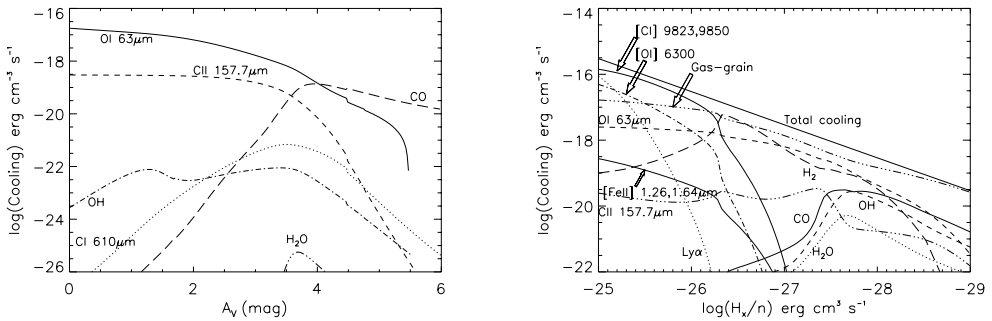 log(Cooling) erg cm⁻³ s⁻¹
-16
-18
-20
-22
-24
-26
OI 63μm
CII 157.7μm
CO
OH
CI 610μm
H₂O
0 2 4 6
A_V (mag)
log(Cooling) erg cm⁻³ s⁻¹
-14
-16
-18
-20
-22
[CI] 9823,9850
[OI] 6300
Gas-grain
Total cooling
OI 63μm
H₂
[FeII] 1.26,1.64μm
CII 157.7μm
CO
OH
Lyα
H₂O
-25 -26 -27 -28 -29
log(Hₓ/n) erg cm³ s⁻¹